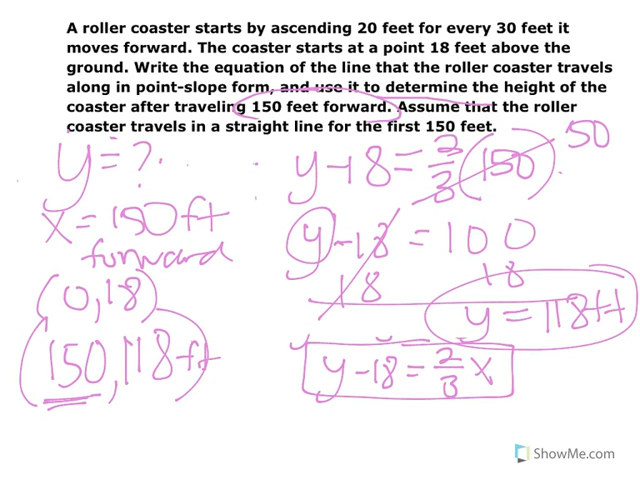 A roller coaster starts by ascending 20 feet for every 30 feet it
moves forward. The coaster starts at a point 18 feet above the
ground. Write the equation of the line that the roller coaster travels
along in point-slope form, and use it to determine the height of the
coaster after traveling 150 feet forward. Assume that the roller
coaster travels in a straight line for the first 150 feet.
y = ?
x = 150 ft
forward
(0,18)
150, 118 ft
50
y-18 = 2/3 (150)
y-18 = 100
+18 +18
y = 118 ft
y-18 = 2/3 x
ShowMe.com